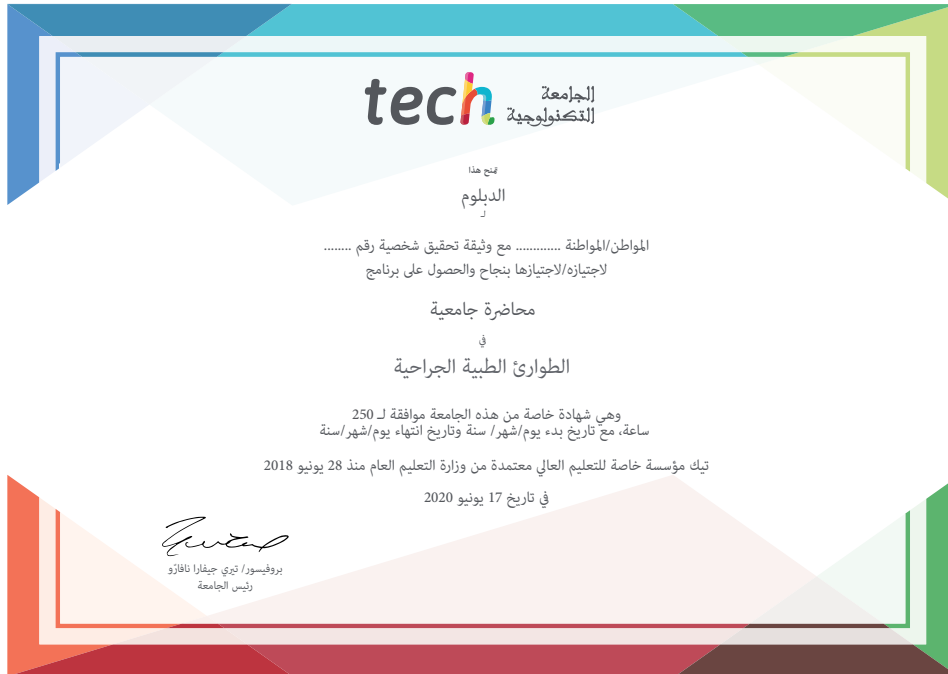 tech الجامعة
التكنولوجية
تمنح هذا
الدبلوم
لـ
المواطن/المواطنة ............. مع وثيقة تحقيق شخصية رقم ........
لاجتيازه/لاجتيازها بنجاح والحصول على برنامج
محاضرة جامعية
في
الطوارئ الطبية الجراحية
وهي شهادة خاصة من هذه الجامعة موافقة لـ 250
ساعة، مع تاريخ بدء يوم/شهر/ سنة وتاريخ انتهاء يوم/شهر/سنة
تيك مؤسسة خاصة للتعليم العالي معتمدة من وزارة التعليم العام منذ 28 يونيو 2018
في تاريخ 17 يونيو 2020
بروفيسور/ تيري جيفارا نافارّو
رئيس الجامعة